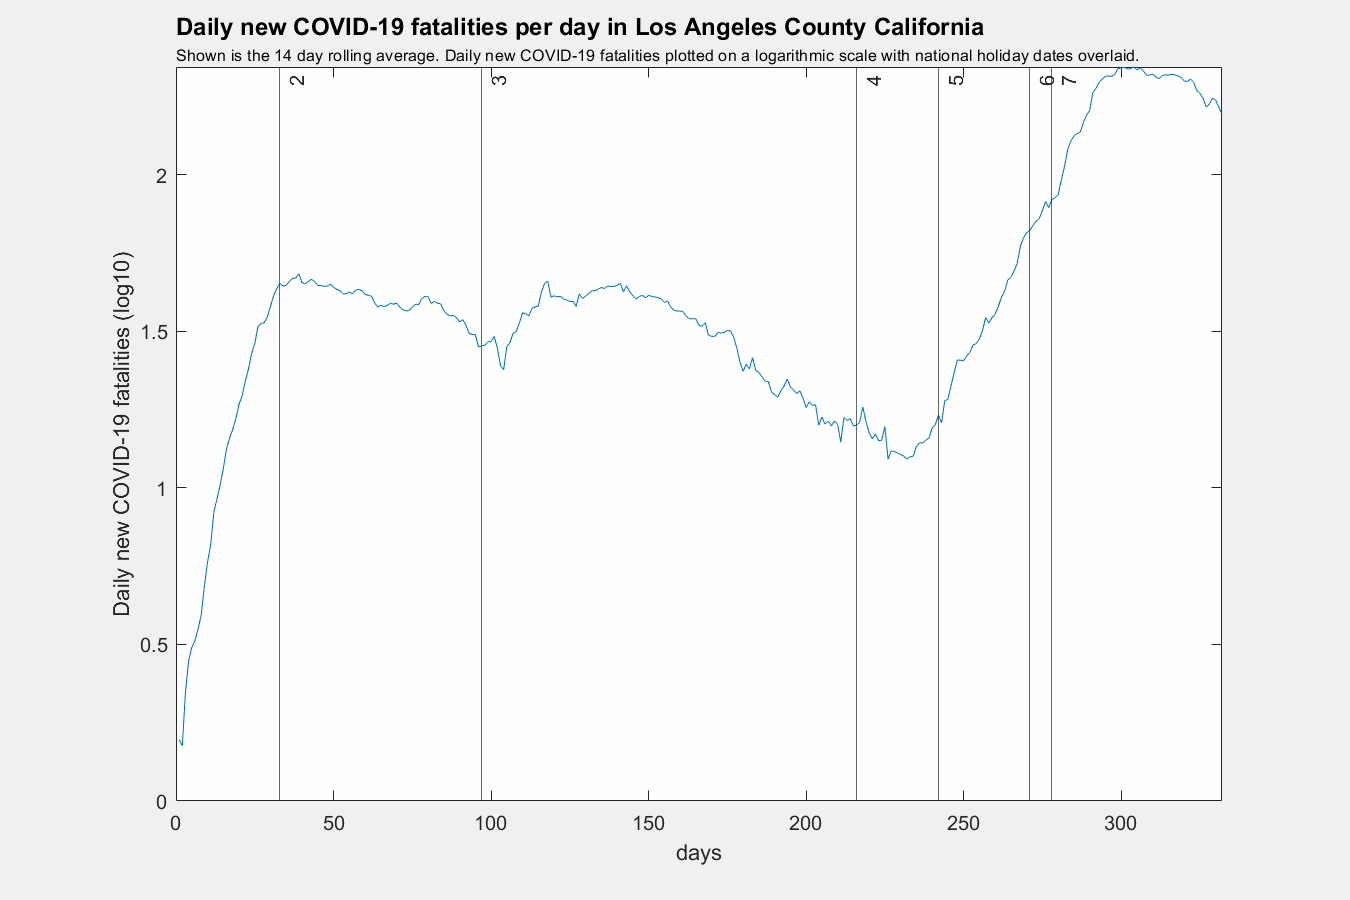 Daily new COVID-19 fatalities per day in Los Angeles County California
Shown is the 14 day rolling average. Daily new COVID-19 fatalities plotted on a logarithmic scale with national holiday dates overlaid.
2 3 4 5 6 7
2
1.5
1
0.5
0
Daily new COVID-19 fatalities (log10)
0 50 100 150 200 250 300
days